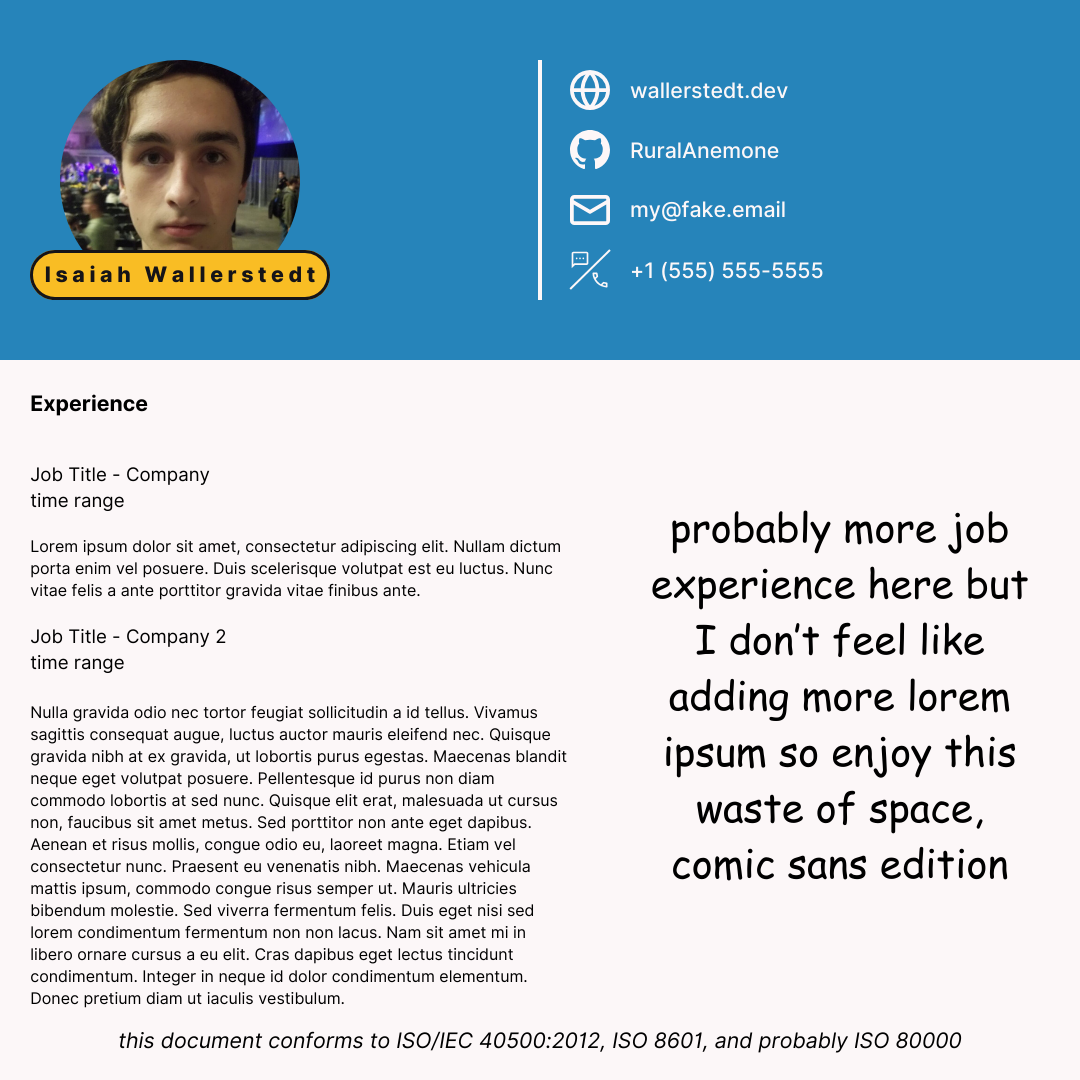 Isaiah Wallerstedt
wallerstedt.dev
RuralAnemone
my@fake.email
+1 (555) 555-5555
Experience
Job Title - Company
time range
Lorem ipsum dolor sit amet, consectetur adipiscing elit. Nullam dictum
porta enim vel posuere. Duis scelerisque volutpat est eu luctus. Nunc
vitae felis a ante porttitor gravida vitae finibus ante.
Job Title - Company 2
time range
Nulla gravida odio nec tortor feugiat sollicitudin a id tellus. Vivamus
sagittis consequat augue, luctus auctor mauris eleifend nec. Quisque
gravida nibh at ex gravida, ut lobortis purus egestas. Maecenas blandit
neque eget volutpat posuere. Pellentesque id purus non diam
commodo lobortis at sed nunc. Quisque elit erat, malesuada ut cursus
non, faucibus sit amet metus. Sed porttitor non ante eget dapibus.
Aenean et risus mollis, congue odio eu, laoreet magna. Etiam vel
consectetur nunc. Praesent eu venenatis nibh. Maecenas vehicula
mattis ipsum, commodo congue risus semper ut. Mauris ultricies
bibendum molestie. Sed viverra fermentum felis. Duis eget nisi sed
lorem condimentum fermentum non non lacus. Nam sit amet mi in
libero ornare cursus a eu elit. Cras dapibus eget lectus tincidunt
condimentum. Integer in neque id dolor condimentum elementum.
Donec pretium diam ut iaculis vestibulum.
probably more job
experience here but
I don't feel like
adding more lorem
ipsum so enjoy this
waste of space,
comic sans edition
this document conforms to ISO/IEC 40500:2012, ISO 8601, and probably ISO 80000